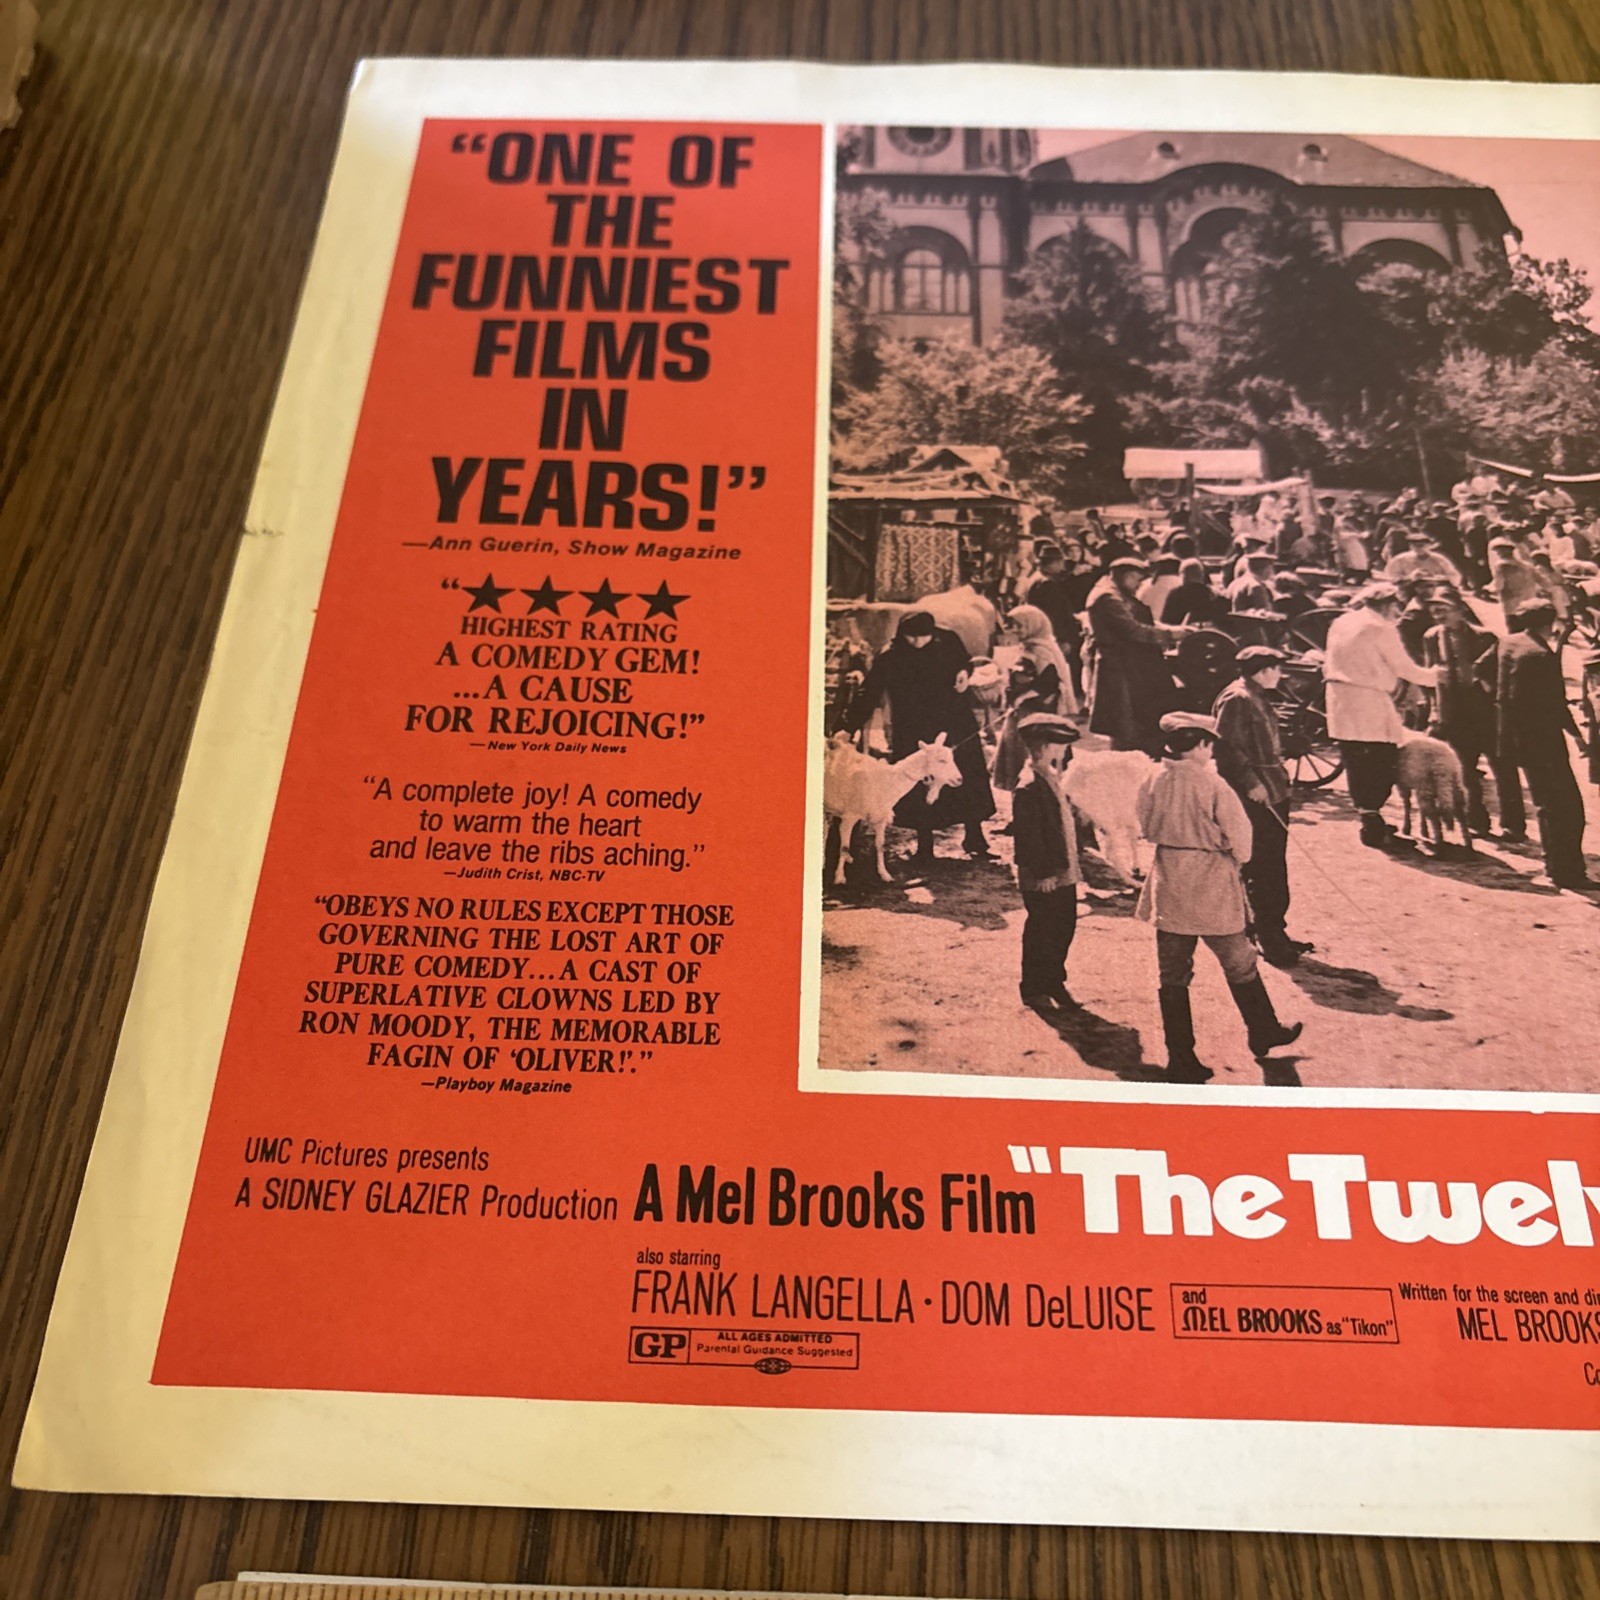 “ONE OF
THE
FUNNIEST
FILMS
IN
YEARS!”
—Ann Guerin, Show Magazine
“★★★★
HIGHEST RATING
A COMEDY GEM!
...A CAUSE
FOR REJOICING!”
—New York Daily News
“A complete joy! A comedy
to warm the heart
and leave the ribs aching.”
—Judith Crist, NBC-TV
“OBEYS NO RULES EXCEPT THOSE
GOVERNING THE LOST ART OF
PURE COMEDY...A CAST OF
SUPERLATIVE CLOWNS LED BY
RON MOODY, THE MEMORABLE
FAGIN OF ‘OLIVER!’.”
—Playboy Magazine
UMC Pictures presents
A SIDNEY GLAZIER Production
A Mel Brooks Film "The Twelv
also starring
FRANK LANGELLA · DOM DeLUISE
and
MEL BROOKS as "Tikon"
Written for the screen and di
MEL BROOKS
Co
GP
ALL AGES ADMITTED
Parental Guidance Suggested